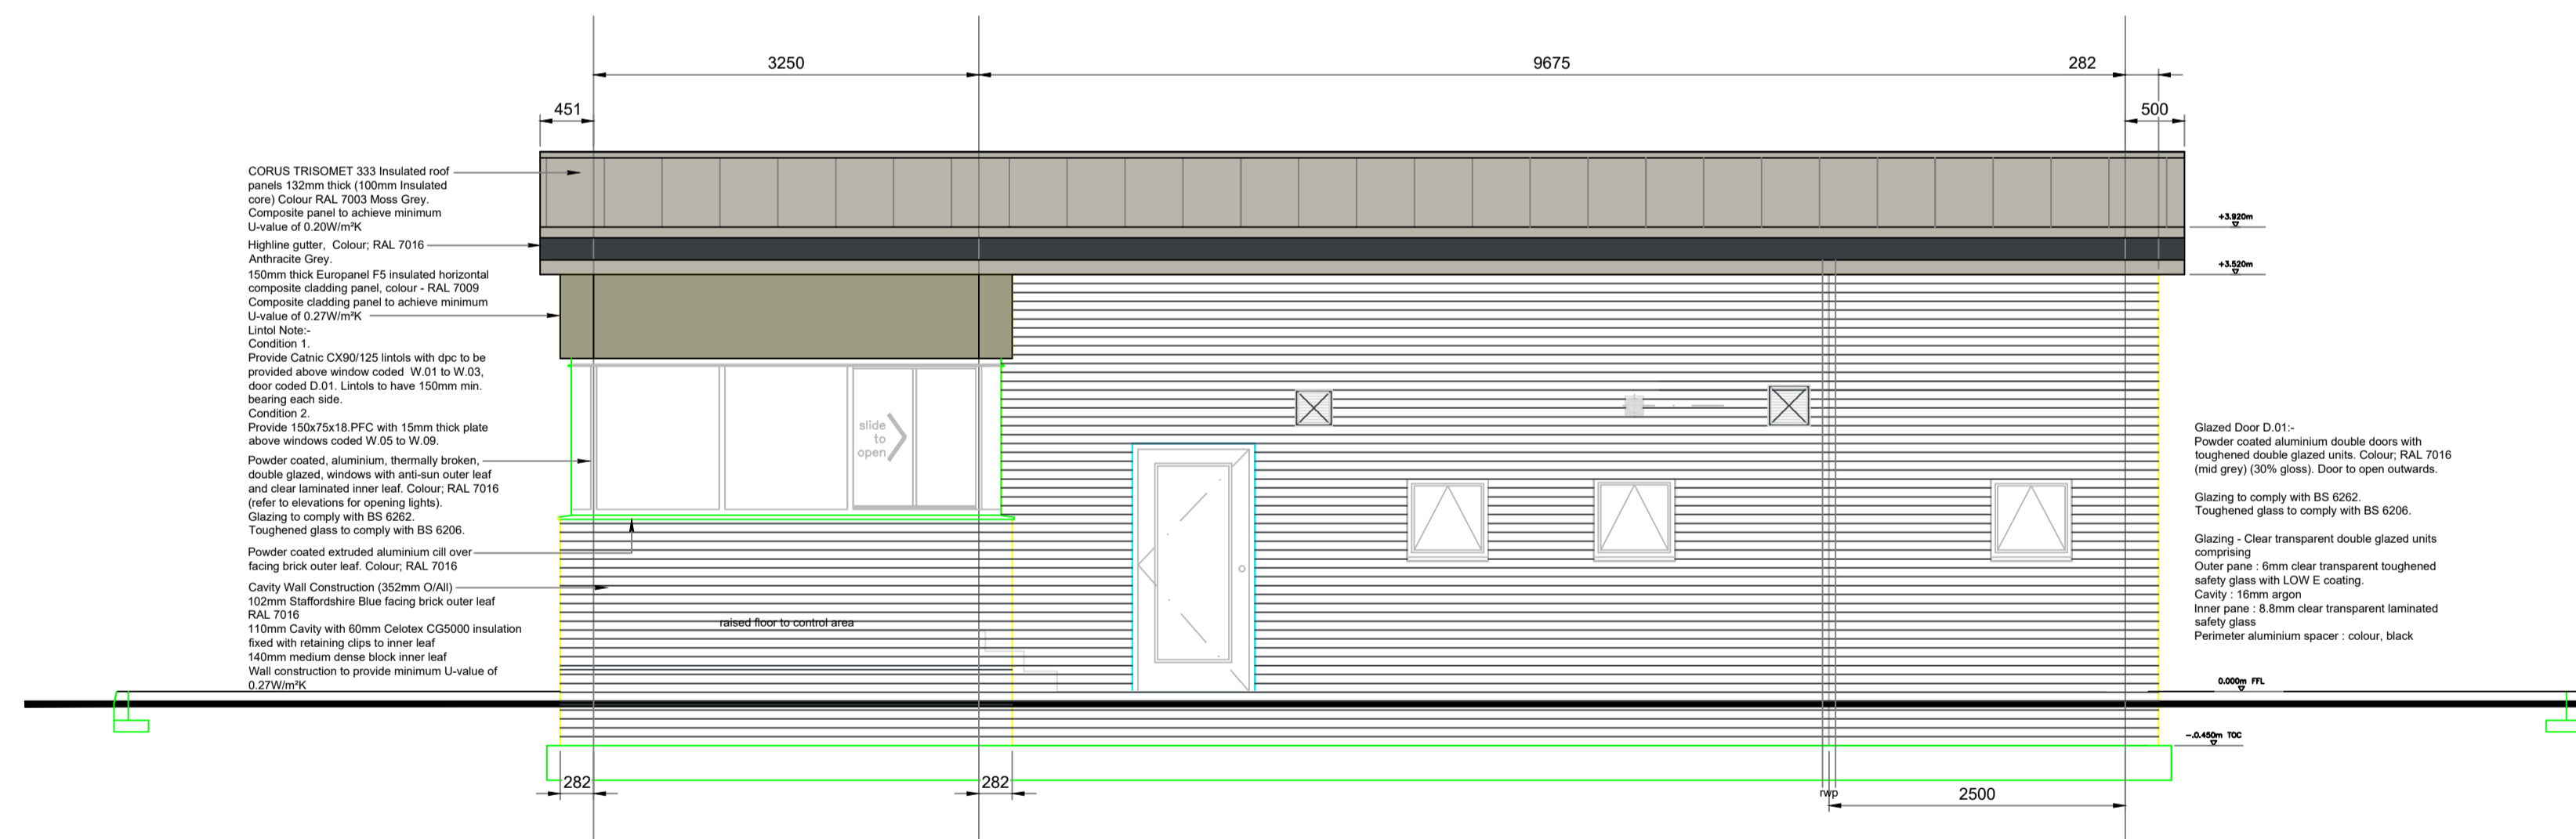 3250
9675
282
451
500
CORUS TRISOMET 333 Insulated roof
panels 132mm thick (100mm Insulated
core) Colour RAL 7003 Moss Grey.
Composite panel to achieve minimum
U-value of 0.20W/m²K
Highline gutter,  Colour; RAL 7016
Anthracite Grey.
150mm thick Europanel F5 insulated horizontal
composite cladding panel, colour - RAL 7009
Composite cladding panel to achieve minimum
U-value of 0.27W/m²K
Lintol Note:-
Condition 1.
Provide Catnic CX90/125 lintols with dpc to be
provided above window coded  W.01 to W.03,
door coded D.01. Lintols to have 150mm min.
bearing each side.
Condition 2.
Provide 150x75x18.PFC with 15mm thick plate
above windows coded W.05 to W.09.
Powder coated, aluminium, thermally broken,
double glazed, windows with anti-sun outer leaf
and clear laminated inner leaf. Colour; RAL 7016
(refer to elevations for opening lights).
Glazing to comply with BS 6262.
Toughened glass to comply with BS 6206.
Powder coated extruded aluminium cill over
facing brick outer leaf. Colour; RAL 7016
Cavity Wall Construction (352mm O/All)
102mm Staffordshire Blue facing brick outer leaf
RAL 7016
110mm Cavity with 60mm Celotex CG5000 insulation
fixed with retaining clips to inner leaf
140mm medium dense block inner leaf
Wall construction to provide minimum U-value of
0.27W/m²K
slide
to
open
raised floor to control area
+3.920m
+3.520m
Glazed Door D.01:-
Powder coated aluminium double doors with
toughened double glazed units. Colour; RAL 7016
(mid grey) (30% gloss). Door to open outwards.
Glazing to comply with BS 6262.
Toughened glass to comply with BS 6206.
Glazing - Clear transparent double glazed units
comprising
Outer pane : 6mm clear transparent toughened
safety glass with LOW E coating.
Cavity : 16mm argon
Inner pane : 8.8mm clear transparent laminated
safety glass
Perimeter aluminium spacer : colour, black
0.000m FFL
-.0.450m TOC
282
282
rwp
2500